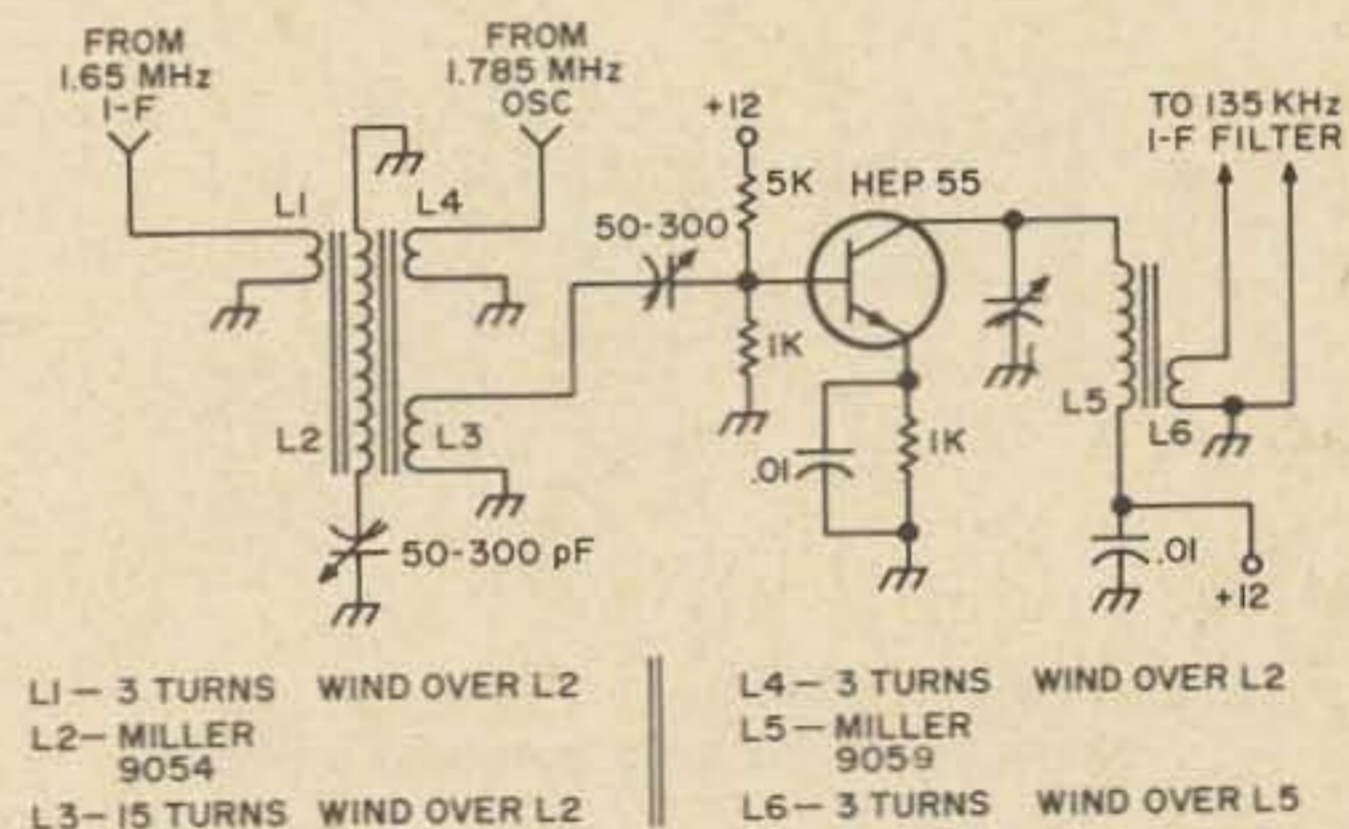 FROM
1.65 MHz
I-F
FROM
1.785 MHz
OSC
+12
TO 135 KHz
I-F FILTER
L1
L4
5K
HEP 55
50-300
1K
L2
L3
L5
L6
.01
1K
50-300 pF
.01
+12
L1 — 3 TURNS WIND OVER L2
L2 — MILLER
9054
L3 — 15 TURNS WIND OVER L2
L4 — 3 TURNS WIND OVER L2
L5 — MILLER
9059
L6 — 3 TURNS WIND OVER L5